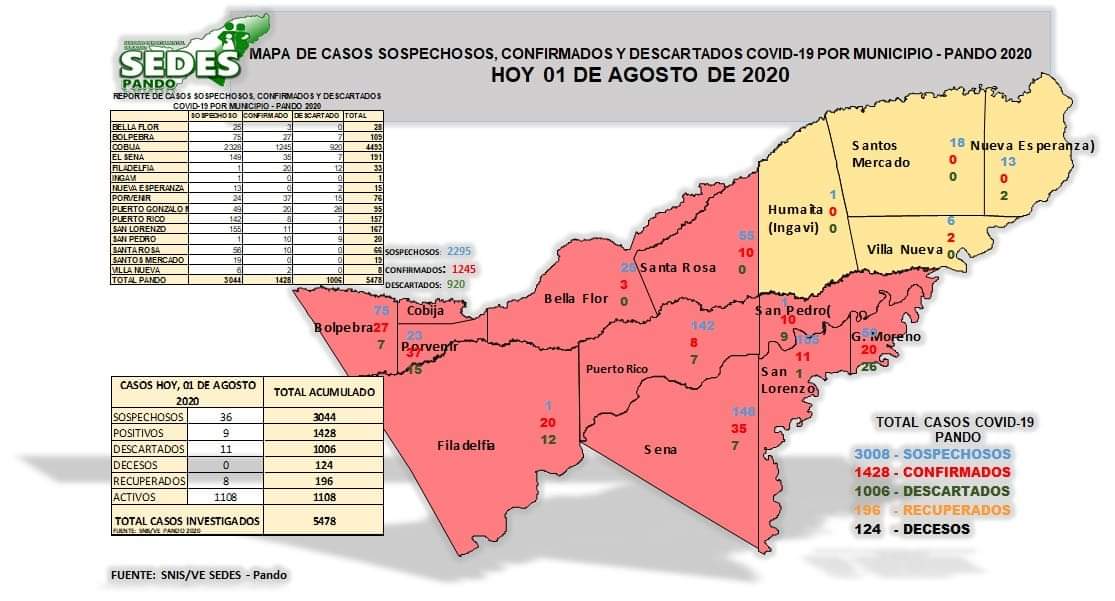 SEDES
PANDO
MAPA DE CASOS SOSPECHOSOS, CONFIRMADOS Y DESCARTADOS COVID-19 POR MUNICIPIO - PANDO 2020
HOY 01 DE AGOSTO DE 2020
REPORTE DE CASOS SOSPECHOSOS, CONFIRMADOS Y DESCARTADOS
COVID-19 POR MUNICIPIO - PANDO 2020
SOSPECHOSO CONFIRMADO DESCARTADO TOTAL
BELLA FLOR 25 3 0 28
BOLPEBRA 75 27 7 109
COBIJA 2328 1245 920 4493
EL SENA 149 35 7 191
FILADELFIA 1 20 12 33
INGAVI 1 0 0 1
NUEVA ESPERANZA 13 0 2 15
PORVENIR 24 37 15 76
PUERTO GONZALO M 49 20 26 95
PUERTO RICO 142 8 7 157
SAN LORENZO 155 11 1 167
SAN PEDRO 1 10 9 20
SANTA ROSA 56 10 0 66
SANTOS MERCADO 19 0 0 19
VILLA NUEVA 6 2 0 8
TOTAL PANDO 3044 1428 1006 5478
SOSPECHOSOS: 2295
CONFIRMADOS: 1245
DESCARTADOS: 920
Santos
Mercado
18
0
0
Nueva Esperanza)
13
0
2
Humaita
(Ingavi)
1
0
0
Villa Nueva
6
2
0
Santa Rosa
55
10
0
Bella Flor
3
0
Cobija
Bolpebra
75
27
7
Porvenir
23
37
15
Puerto Rico
142
8
7
San Pedro(
1
10
9
G. Moreno
20
26
San
Lorenzo
11
1
Filadelfia
1
20
12
Sena
148
35
7
CASOS HOY, 01 DE AGOSTO
2020
TOTAL ACUMULADO
SOSPECHOSOS 36 3044
POSITIVOS 9 1428
DESCARTADOS 11 1006
DECESOS 0 124
RECUPERADOS 8 196
ACTIVOS 1108 1108
TOTAL CASOS INVESTIGADOS 5478
FUENTE: SNIS/VE PANDO 2020
TOTAL CASOS COVID-19
PANDO
3008 - SOSPECHOSOS
1428 - CONFIRMADOS
1006 - DESCARTADOS
196 - RECUPERADOS
124 - DECESOS
FUENTE: SNIS/VE SEDES - Pando